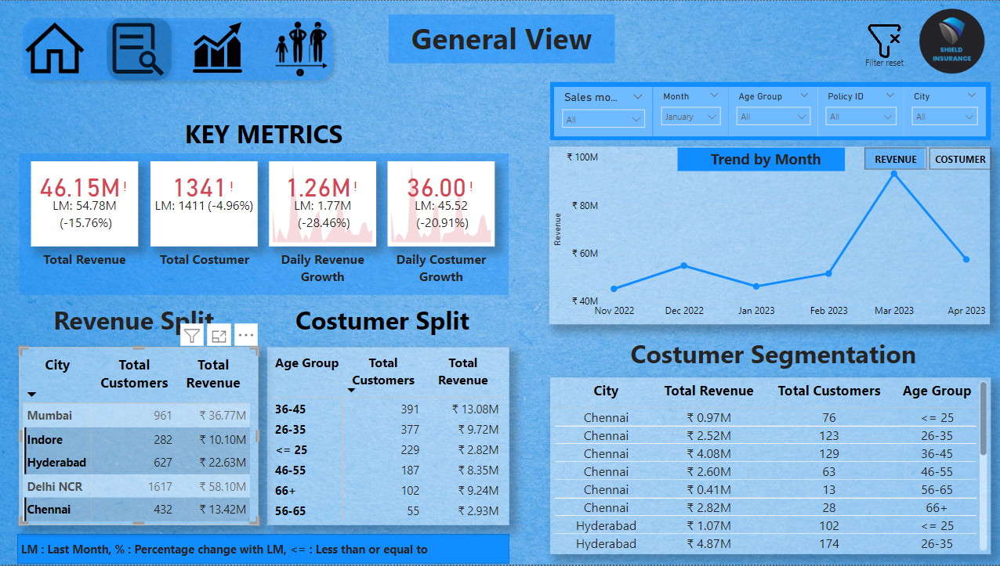 General View
Filter reset
SHIELD
INSURANCE
Sales mo...
All
Month
January
Age Group
All
Policy ID
All
City
All
KEY METRICS
46.15M!
LM: 54.78M
(-15.76%)
Total Revenue
1341!
LM: 1411 (-4.96%)
Total Costumer
1.26M!
LM: 1.77M
(-28.46%)
Daily Revenue
Growth
36.00!
LM: 45.52
(-20.91%)
Daily Costumer
Growth
Trend by Month
REVENUE
COSTUMER
Revenue
₹ 100M
₹ 80M
₹ 60M
₹ 40M
Nov 2022 Dec 2022 Jan 2023 Feb 2023 Mar 2023 Apr 2023
Revenue Split
City Total Customers Total Revenue
Mumbai 961 ₹ 36.77M
Indore 282 ₹ 10.10M
Hyderabad 627 ₹ 22.63M
Delhi NCR 1617 ₹ 58.10M
Chennai 432 ₹ 13.42M
Costumer Split
Age Group Total Customers Total Revenue
36-45 391 ₹ 13.08M
26-35 377 ₹ 9.72M
<= 25 229 ₹ 2.82M
46-55 187 ₹ 8.35M
66+ 102 ₹ 9.24M
56-65 55 ₹ 2.93M
Costumer Segmentation
City Total Revenue Total Customers Age Group
Chennai ₹ 0.97M 76 <= 25
Chennai ₹ 2.52M 123 26-35
Chennai ₹ 4.08M 129 36-45
Chennai ₹ 2.60M 63 46-55
Chennai ₹ 0.41M 13 56-65
Chennai ₹ 2.82M 28 66+
Hyderabad ₹ 1.07M 102 <= 25
Hyderabad ₹ 4.87M 174 26-35
LM : Last Month, % : Percentage change with LM, <= : Less than or equal to